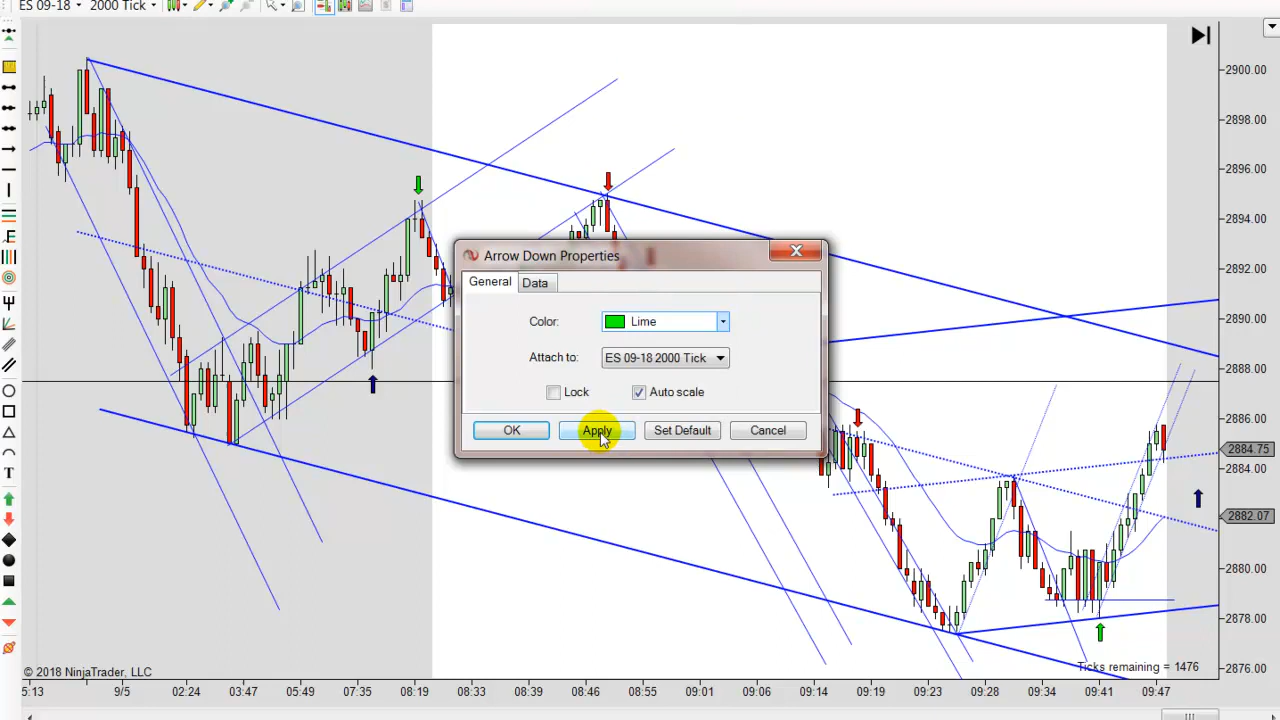 ES 09-18 2000 Tick
2900.00
2898.00
2896.00
2894.00
2892.00
2890.00
2888.00
2886.00
2884.75
2884.00
2882.07
2880.00
2878.00
2876.00
Arrow Down Properties
General Data
Color: Lime
Attach to: ES 09-18 2000 Tick
Lock Auto scale
OK Apply Set Default Cancel
F
T
Ticks remaining = 1476
© 2018 NinjaTrader, LLC
5:13 9/5 02:24 03:47 05:49 07:35 08:19 08:33 08:39 08:46 08:55 09:01 09:06 09:14 09:19 09:23 09:28 09:34 09:41 09:47